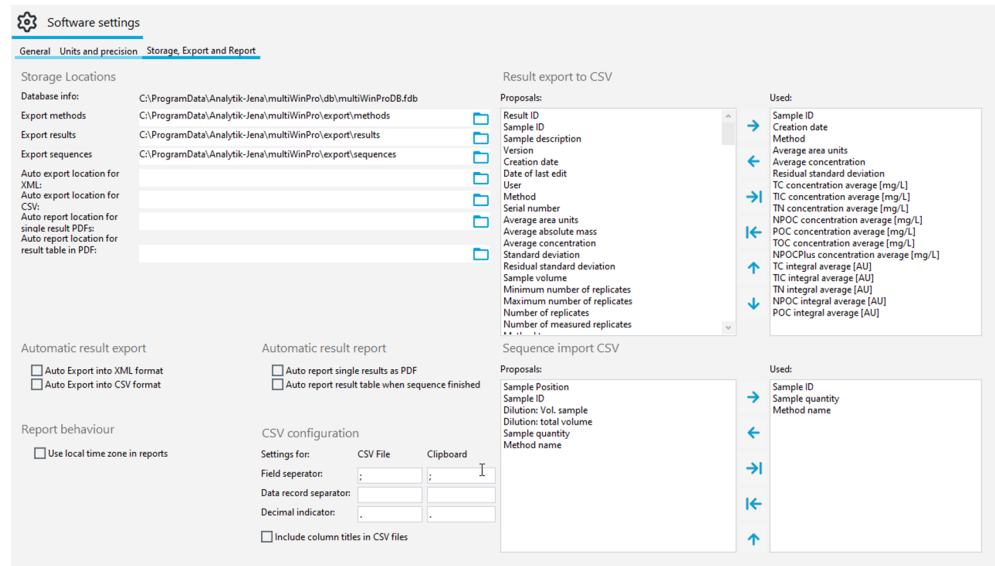 Software settings
General Units and precision Storage, Export and Report
Storage Locations
Database info: C:\ProgramData\Analytik-Jena\multiWinPro\db\multiWinProDB.fdb
Export methods C:\ProgramData\Analytik-Jena\multiWinPro\export\methods
Export results C:\ProgramData\Analytik-Jena\multiWinPro\export\results
Export sequences C:\ProgramData\Analytik-Jena\multiWinPro\export\sequences
Auto export location for
XML:
Auto export location for
CSV:
Auto report location for
single result PDFs:
Auto report location for
result table in PDF:
Result export to CSV
Proposals:
Result ID
Sample ID
Sample description
Version
Creation date
Date of last edit
User
Method
Serial number
Average area units
Average absolute mass
Average concentration
Standard deviation
Residual standard deviation
Sample volume
Minimum number of replicates
Maximum number of replicates
Number of replicates
Number of measured replicates
Used:
Sample ID
Creation date
Method
Average area units
Average concentration
Residual standard deviation
TC concentration average [mg/L]
TIC concentration average [mg/L]
TN concentration average [mg/L]
NPOC concentration average [mg/L]
POC concentration average [mg/L]
TOC concentration average [mg/L]
NPOCPlus concentration average [mg/L]
TC integral average [AU]
TIC integral average [AU]
TN integral average [AU]
NPOC integral average [AU]
POC integral average [AU]
Automatic result export
Auto Export into XML format
Auto Export into CSV format
Automatic result report
Auto report single results as PDF
Auto report result table when sequence finished
Report behaviour
Use local time zone in reports
CSV configuration
Settings for: CSV File Clipboard
Field seperator: ; ;
Data record separator:
Decimal indicator: . .
Include column titles in CSV files
Sequence import CSV
Proposals:
Sample Position
Sample ID
Dilution: Vol. sample
Dilution: total volume
Sample quantity
Method name
Used:
Sample ID
Sample quantity
Method name